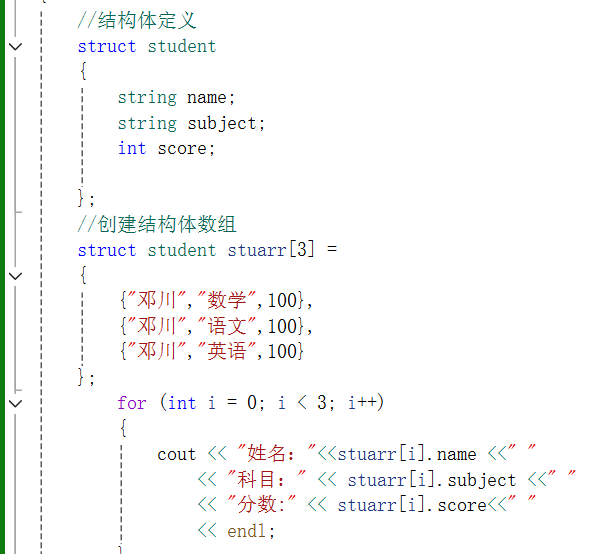 {
//结构体定义
struct student
{
string name;
string subject;
int score;
};
//创建结构体数组
struct student stuarr[3] =
{
{"邓川","数学",100},
{"邓川","语文",100},
{"邓川","英语",100}
};
for (int i = 0; i < 3; i++)
{
cout << "姓名："<<stuarr[i].name <<" "
<< "科目：" << stuarr[i].subject <<" "
<< "分数:" << stuarr[i].score<<" "
<< endl;
}